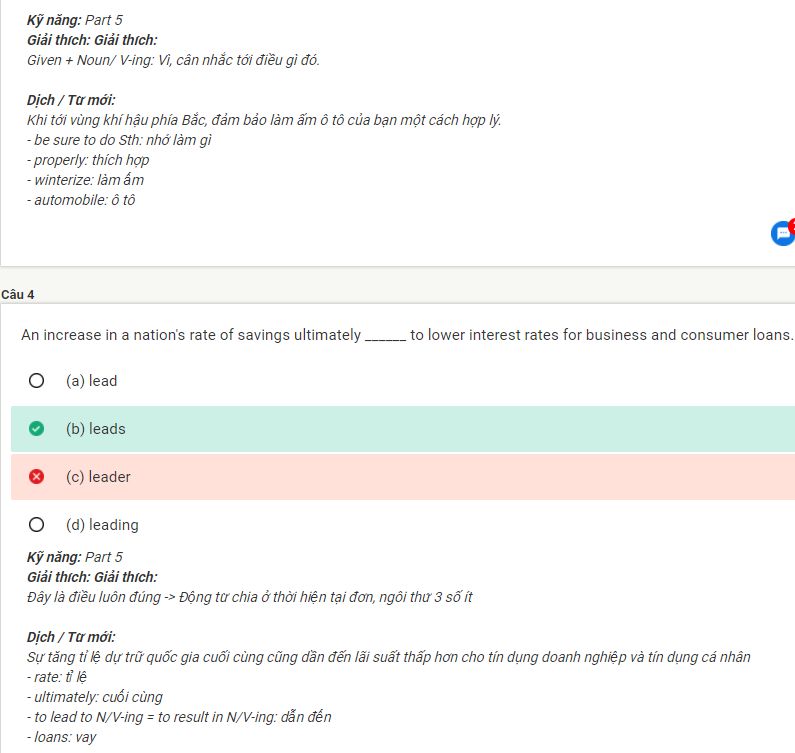 Kỹ năng: Part 5
Giải thích: Giải thích:
Given + Noun/ V-ing: Vì, cân nhắc tới điều gì đó.
Dịch / Từ mới:
Khi tới vùng khí hậu phía Bắc, đảm bảo làm ấm ô tô của bạn một cách hợp lý.
- be sure to do Sth: nhớ làm gì
- properly: thích hợp
- winterize: làm ấm
- automobile: ô tô
Câu 4
An increase in a nation's rate of savings ultimately ______ to lower interest rates for business and consumer loans.
(a) lead
(b) leads
(c) leader
(d) leading
Kỹ năng: Part 5
Giải thích: Giải thích:
Đây là điều luôn đúng -> Động từ chia ở thời hiện tại đơn, ngôi thứ 3 số ít
Dịch / Từ mới:
Sự tăng tỉ lệ dự trữ quốc gia cuối cùng cũng dần đến lãi suất thấp hơn cho tín dụng doanh nghiệp và tín dụng cá nhân
- rate: tỉ lệ
- ultimately: cuối cùng
- to lead to N/V-ing = to result in N/V-ing: dẫn đến
- loans: vay